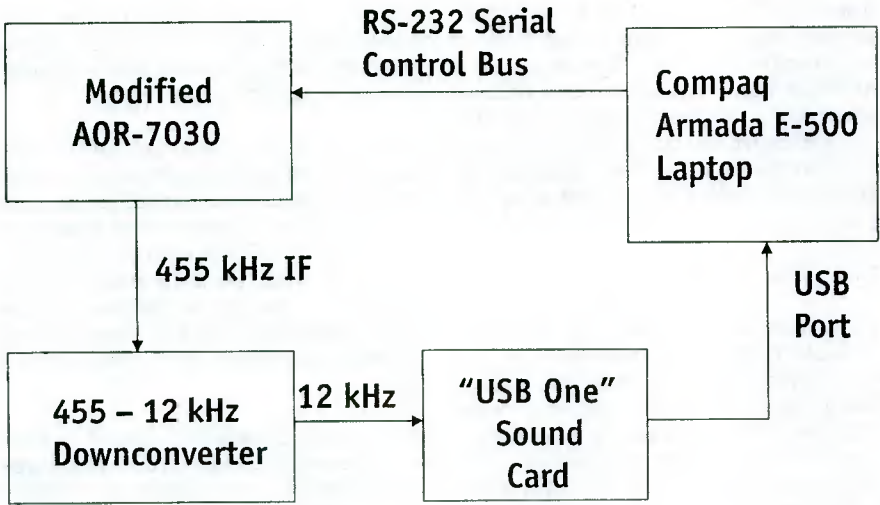 RS-232 Serial
Control Bus
Modified
AOR-7030
Compaq
Armada E-500
Laptop
455 kHz IF
USB
Port
455 – 12 kHz
Downconverter
12 kHz
“USB One”
Sound
Card